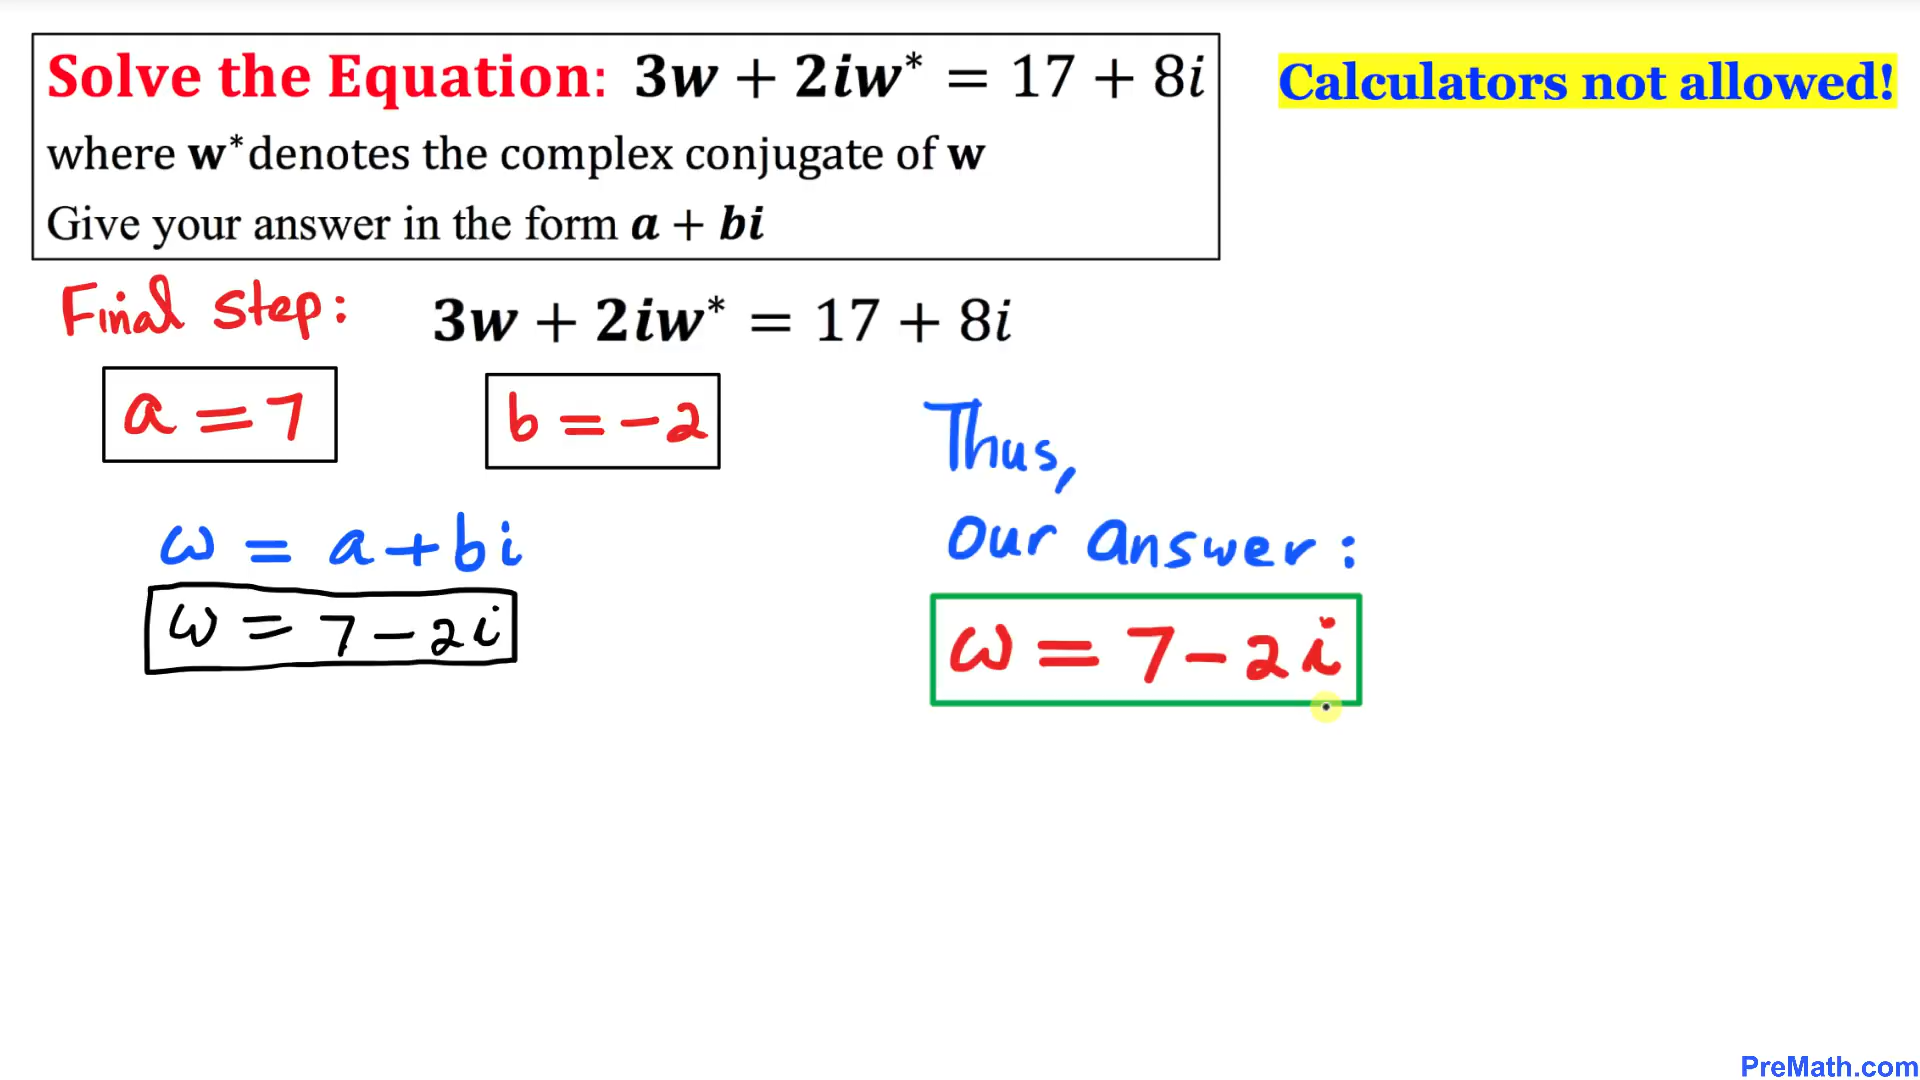 Solve the Equation: 3w + 2iw* = 17 + 8i
Calculators not allowed!
where w* denotes the complex conjugate of w
Give your answer in the form a + bi
Final step: 3w + 2iw* = 17 + 8i
a = 7
b = -2
Thus,
w = a + bi
our answer:
w = 7 - 2i
w = 7 - 2i
PreMath.com